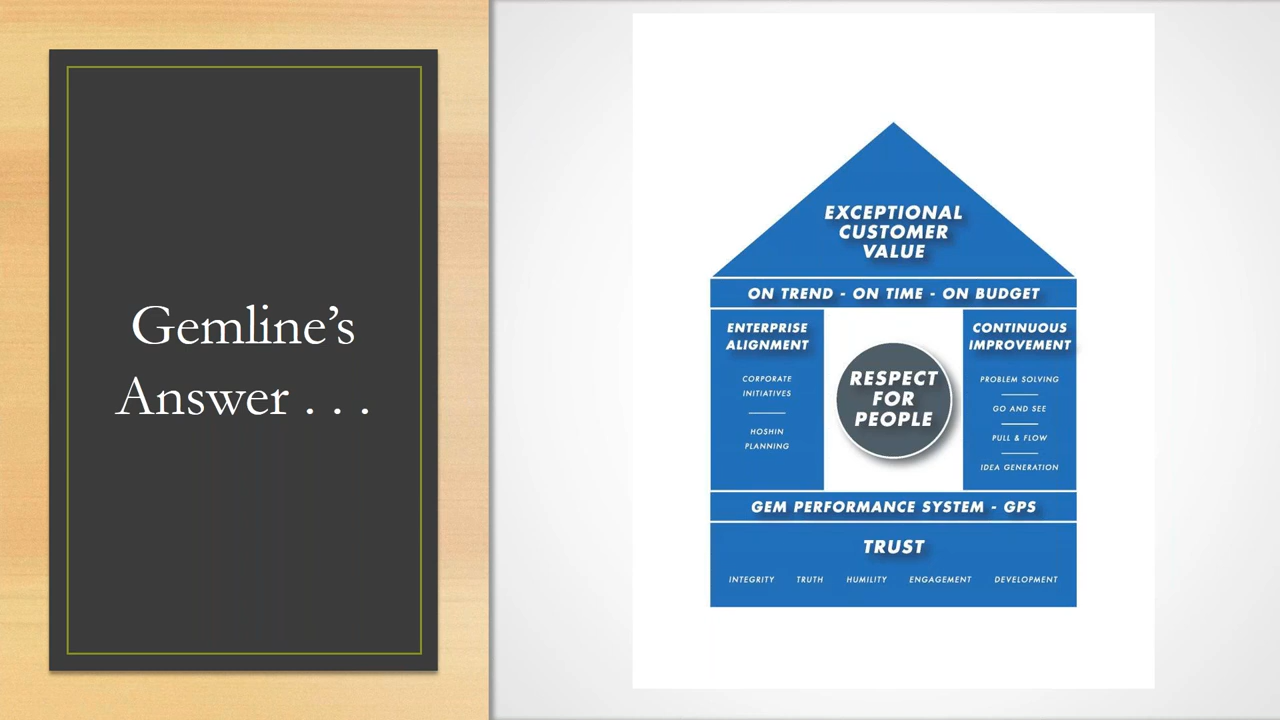 Gemline’s
Answer . . .
EXCEPTIONAL
CUSTOMER
VALUE
ON TREND - ON TIME - ON BUDGET
ENTERPRISE
ALIGNMENT
CORPORATE
INITIATIVES
HOSHIN
PLANNING
RESPECT
FOR
PEOPLE
CONTINUOUS
IMPROVEMENT
PROBLEM SOLVING
GO AND SEE
PULL & FLOW
IDEA GENERATION
GEM PERFORMANCE SYSTEM - GPS
TRUST
INTEGRITY TRUTH HUMILITY ENGAGEMENT DEVELOPMENT